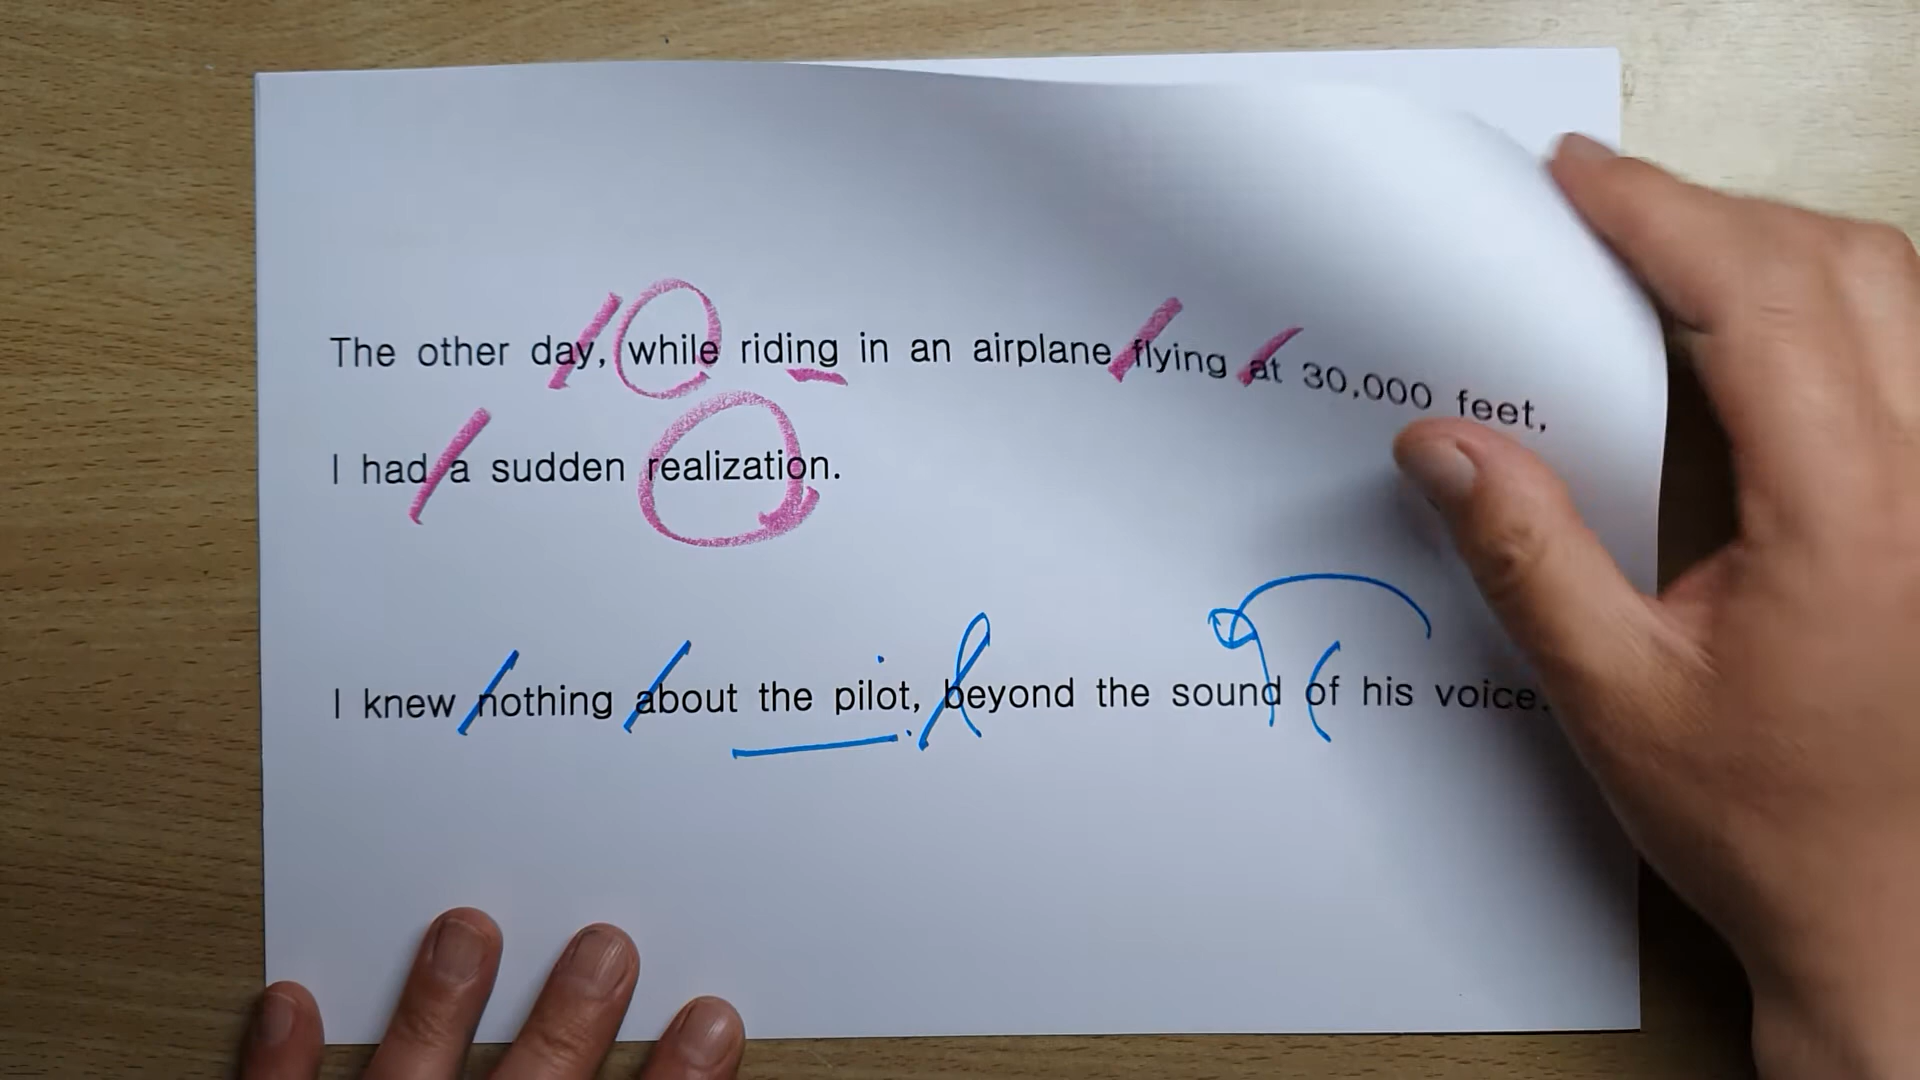 The other day, while riding in an airplane flying at 30,000 feet,
I had a sudden realization.
I knew nothing about the pilot, beyond the sound of his voice.